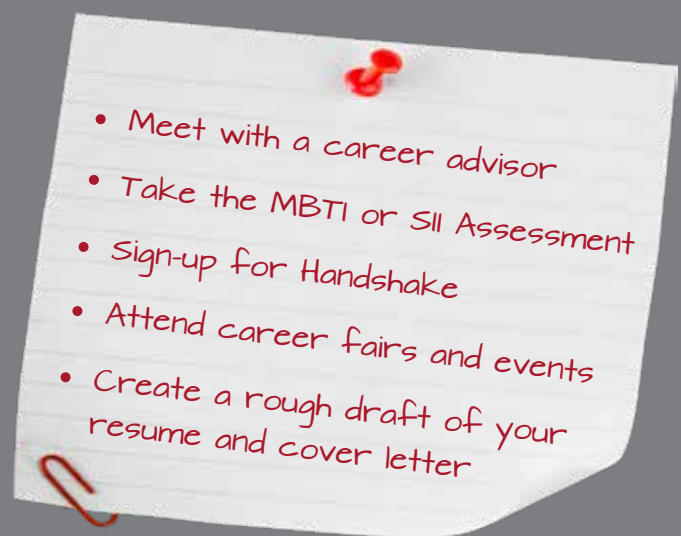 • Meet with a career advisor
• Take the MBTI or SII Assessment
• Sign-up for Handshake
• Attend career fairs and events
• Create a rough draft of your
resume and cover letter